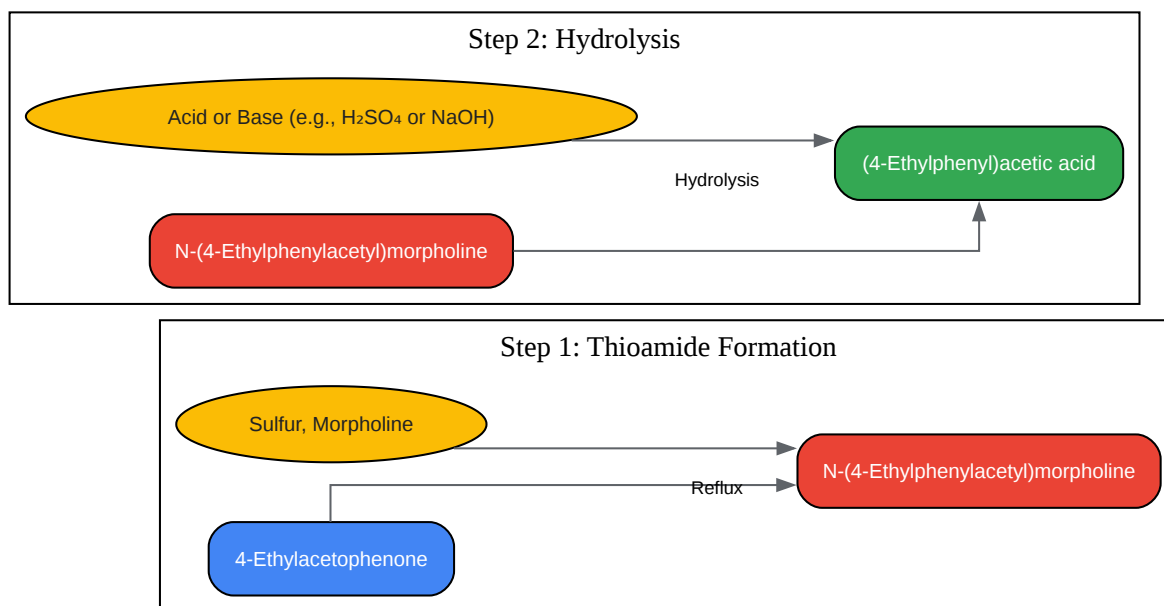 Step 2: Hydrolysis
Acid or Base (e.g., H₂SO₄ or NaOH)
(4-Ethylphenyl)acetic acid
Hydrolysis
N-(4-Ethylphenylacetyl)morpholine
Step 1: Thioamide Formation
Sulfur, Morpholine
N-(4-Ethylphenylacetyl)morpholine
Reflux
4-Ethylacetophenone